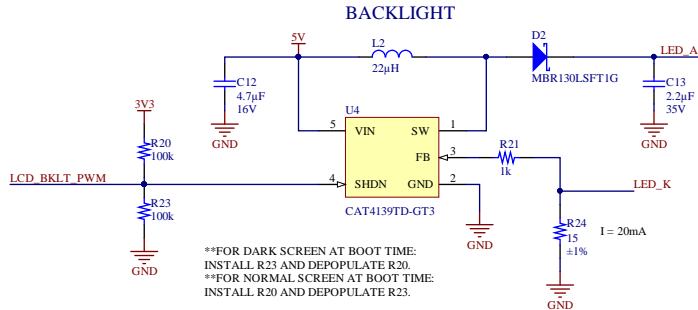 BACKLIGHT
5V
L2
22µH
D2
MBR130LSFT1G
LED_A
C12
4.7µF
16V
GND
C13
2.2µF
35V
GND
3V3
R20
100k
U4
5 VIN SW 1
FB 3
4 SHDN GND 2
CAT4139TD-GT3
R21
1k
LCD_BKLT_PWM
LED_K
R23
100k
GND
GND
R24
15
±1%
I = 20mA
GND
**FOR DARK SCREEN AT BOOT TIME:
INSTALL R23 AND DEPOPULATE R20.
**FOR NORMAL SCREEN AT BOOT TIME:
INSTALL R20 AND DEPOPULATE R23.